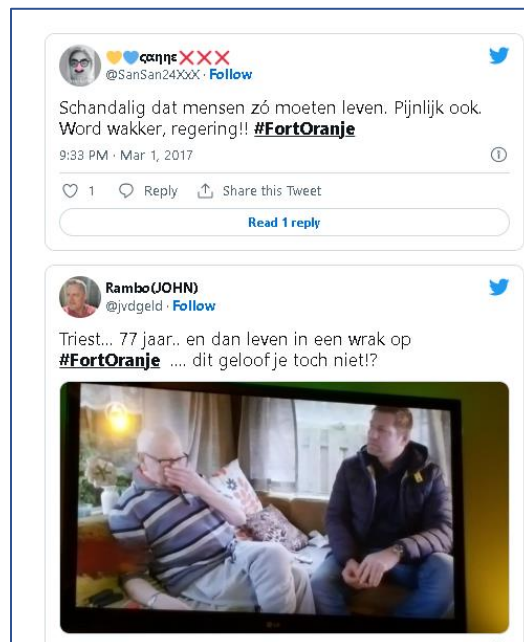 💛💙ςαηηε❌❌❌
@SanSan24XxX · Follow
Schandalig dat mensen zó moeten leven. Pijnlijk ook.
Word wakker, regering!! #FortOranje
9:33 PM · Mar 1, 2017
1 Reply Share this Tweet
Read 1 reply
Rambo(JOHN)
@jvdgeld · Follow
Triest... 77 jaar.. en dan leven in een wrak op
#FortOranje .... dit geloof je toch niet!?
LG